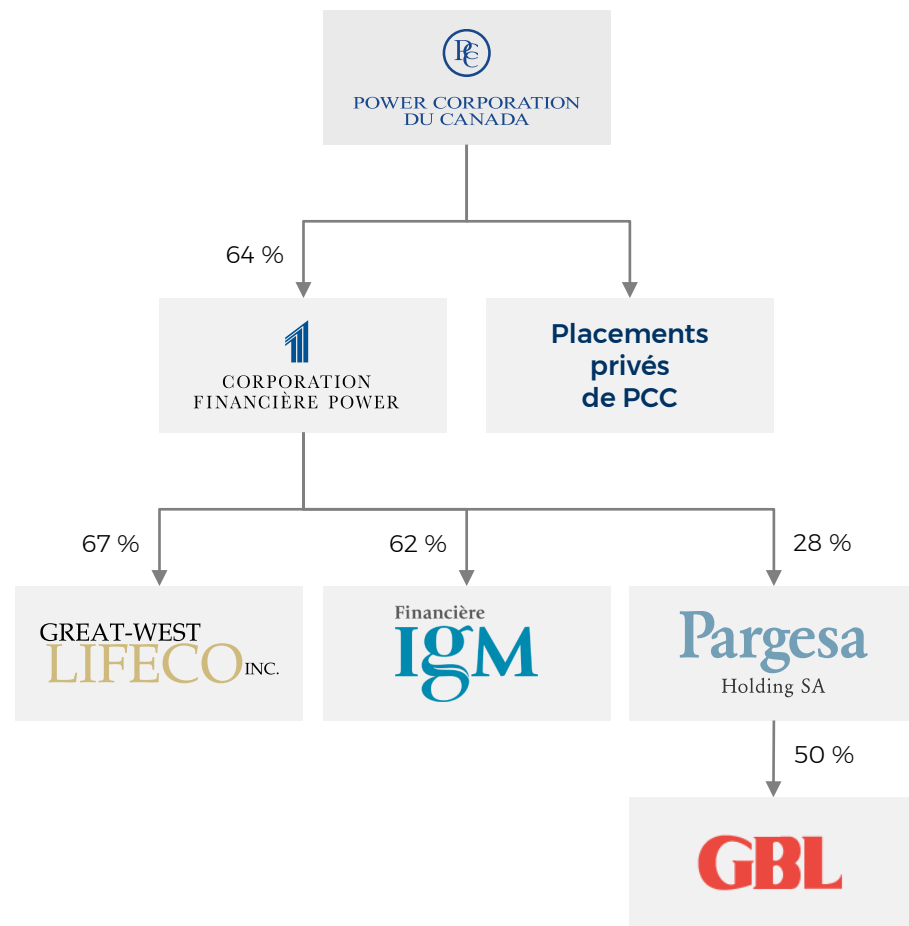 PCC
POWER CORPORATION
DU CANADA
64 %
CORPORATION
FINANCIÈRE POWER
Placements
privés
de PCC
67 %
62 %
28 %
GREAT-WEST
LIFECO INC.
Financière
IgM
Pargesa
Holding SA
50 %
GBL